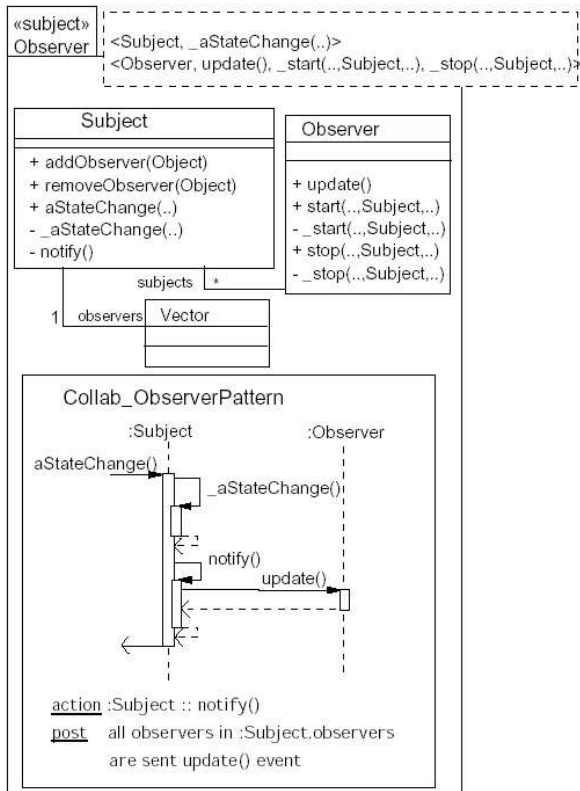 «subject»
Observer
<Subject, _aStateChange(..)>
<Observer, update(), _start(..,Subject,..), _stop(..,Subject,..)>
Subject
+ addObserver(Object)
+ removeObserver(Object)
+ aStateChange(..)
- _aStateChange(..)
- notify()
Observer
+ update()
+ start(..,Subject,..)
- _start(..,Subject,..)
+ stop(..,Subject,..)
- _stop(..,Subject,..)
subjects *
1 observers
Vector
Collab_ObserverPattern
:Subject
:Observer
aStateChange()
_aStateChange()
notify()
update()
action :Subject :: notify()
post all observers in :Subject.observers
are sent update() event